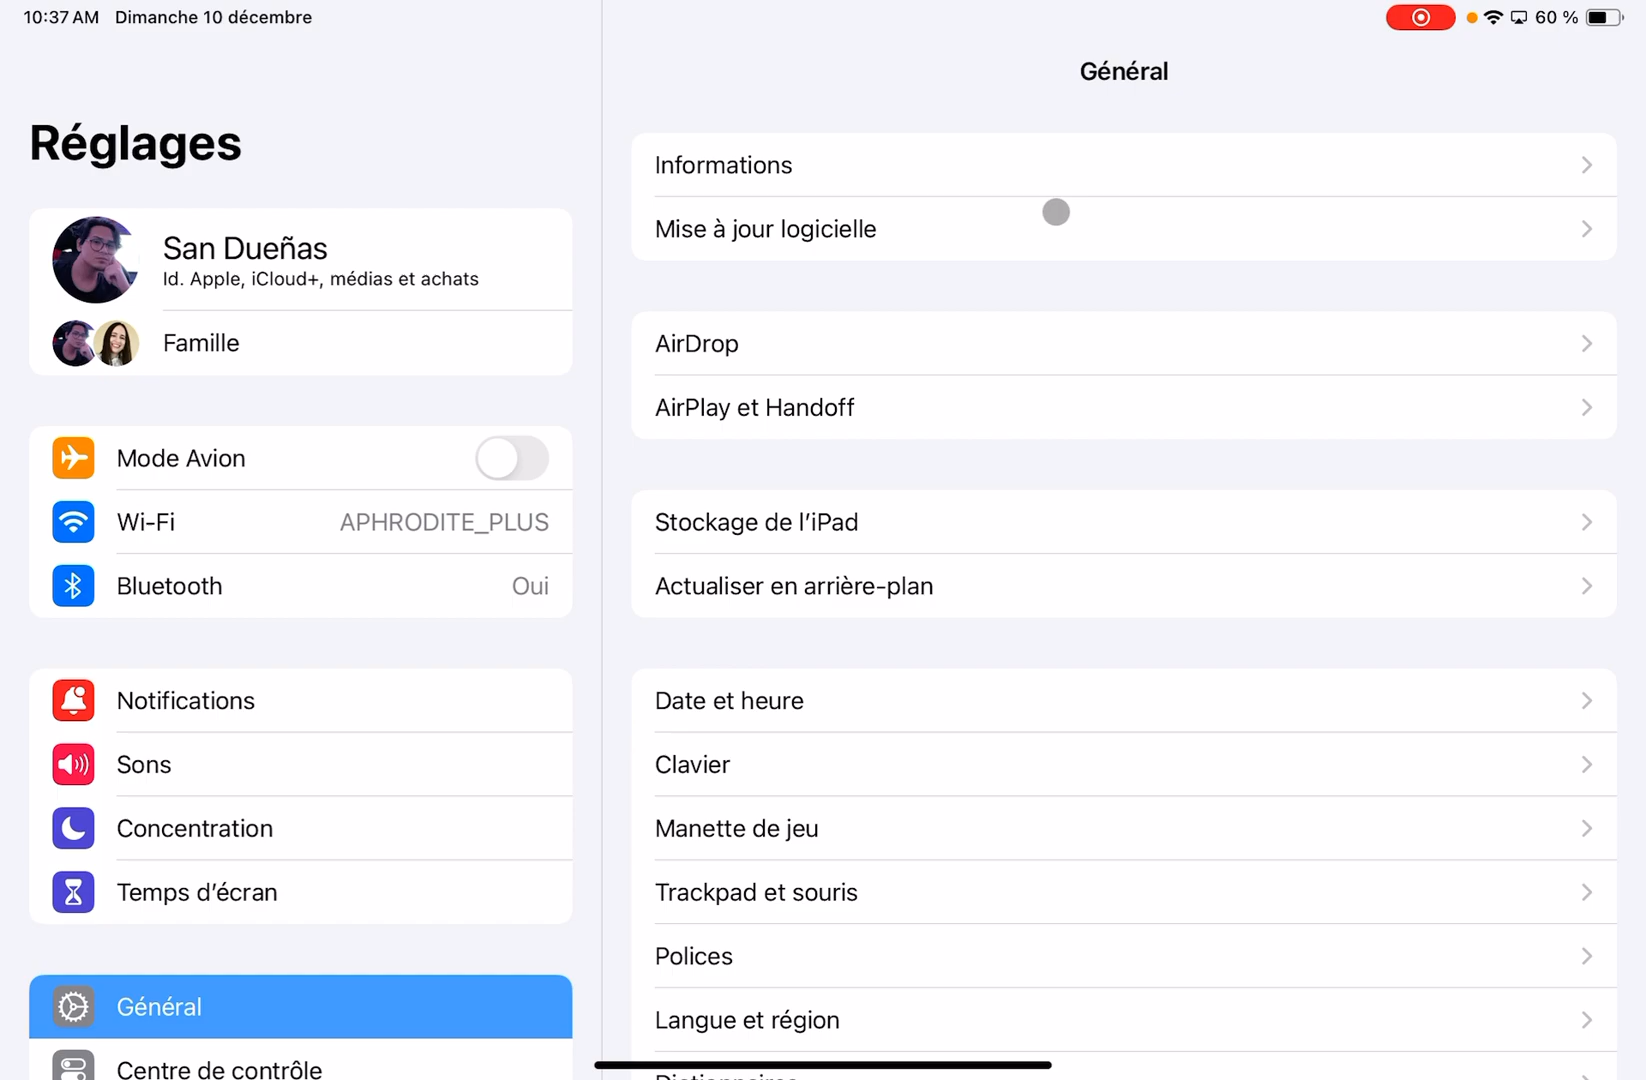 10:37 AM Dimanche 10 décembre
60 %
Réglages
San Dueñas
Id. Apple, iCloud+, médias et achats
Famille
Mode Avion
Wi-Fi APHRODITE_PLUS
Bluetooth Oui
Notifications
Sons
Concentration
Temps d’écran
Général
Centre de contrôle
Général
Informations
Mise à jour logicielle
AirDrop
AirPlay et Handoff
Stockage de l’iPad
Actualiser en arrière-plan
Date et heure
Clavier
Manette de jeu
Trackpad et souris
Polices
Langue et région